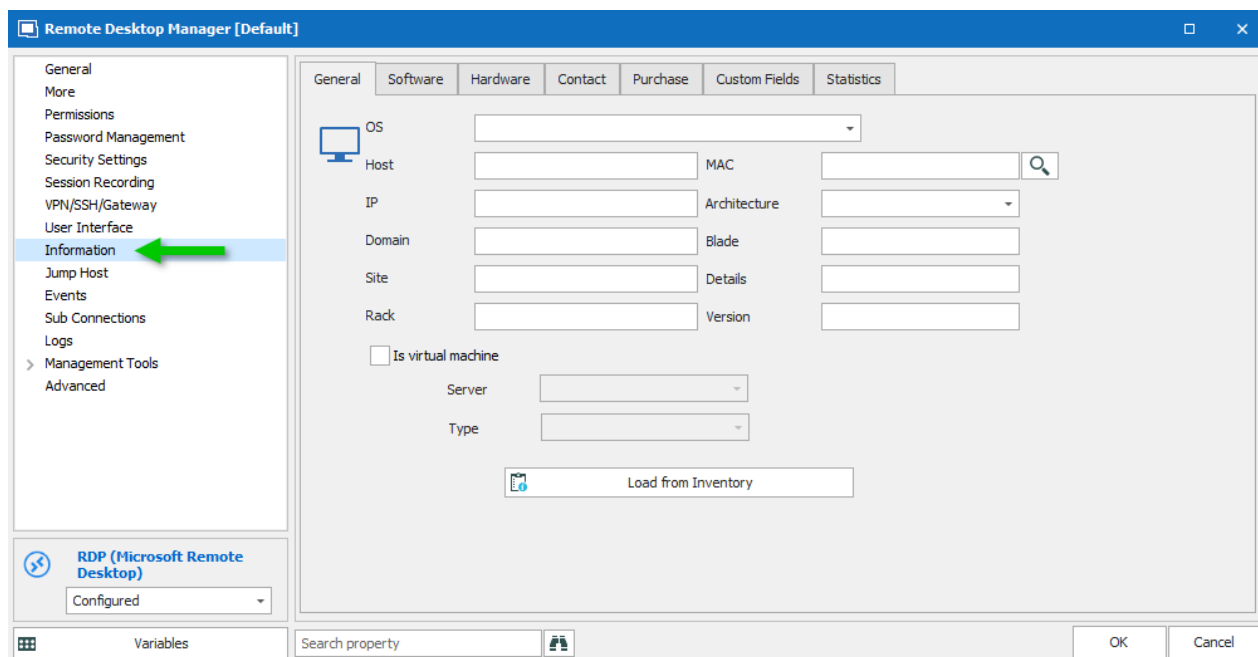 Remote Desktop Manager [Default]
General
More
Permissions
Password Management
Security Settings
Session Recording
VPN/SSH/Gateway
User Interface
Information
Jump Host
Events
Sub Connections
Logs
Management Tools
Advanced
RDP (Microsoft Remote
Desktop)
Configured
Variables
General Software Hardware Contact Purchase Custom Fields Statistics
OS
Host MAC
IP Architecture
Domain Blade
Site Details
Rack Version
Is virtual machine
Server
Type
Load from Inventory
Search property
OK Cancel